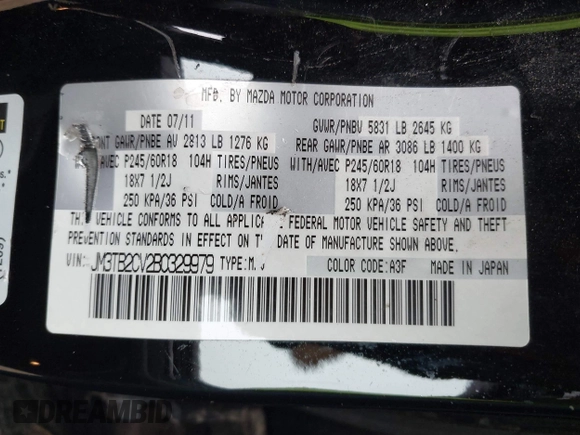 MFD. BY MAZDA MOTOR CORPORATION
DATE 07/11 GVWR/PNBV 5831 LB 2645 KG
GAWR/PNBE AV 2813 LB 1276 KG REAR GAWR/PNBE AR 3086 LB 1400 KG
/AVEC P245/60R18 104H TIRES/PNEUS WITH/AVEC P245/60R18 104H TIRES/PNEUS
18X7 1/2J RIMS/JANTES 18X7 1/2J RIMS/JANTES
250 KPA/36 PSI COLD/A FROID 250 KPA/36 PSI COLD/A FROID
VEHICLE CONFORMS TO ALL FEDERAL MOTOR VEHICLE SAFETY AND THEFT
PREVENTION STANDARDS IN EFFECT ON DATE OF MANUFACTURE SHOWN ABOVE.
VIN: JM3TB2CV2B0329979 TYPE: COLOR CODE: A3F MADE IN JAPAN
DREAMBID